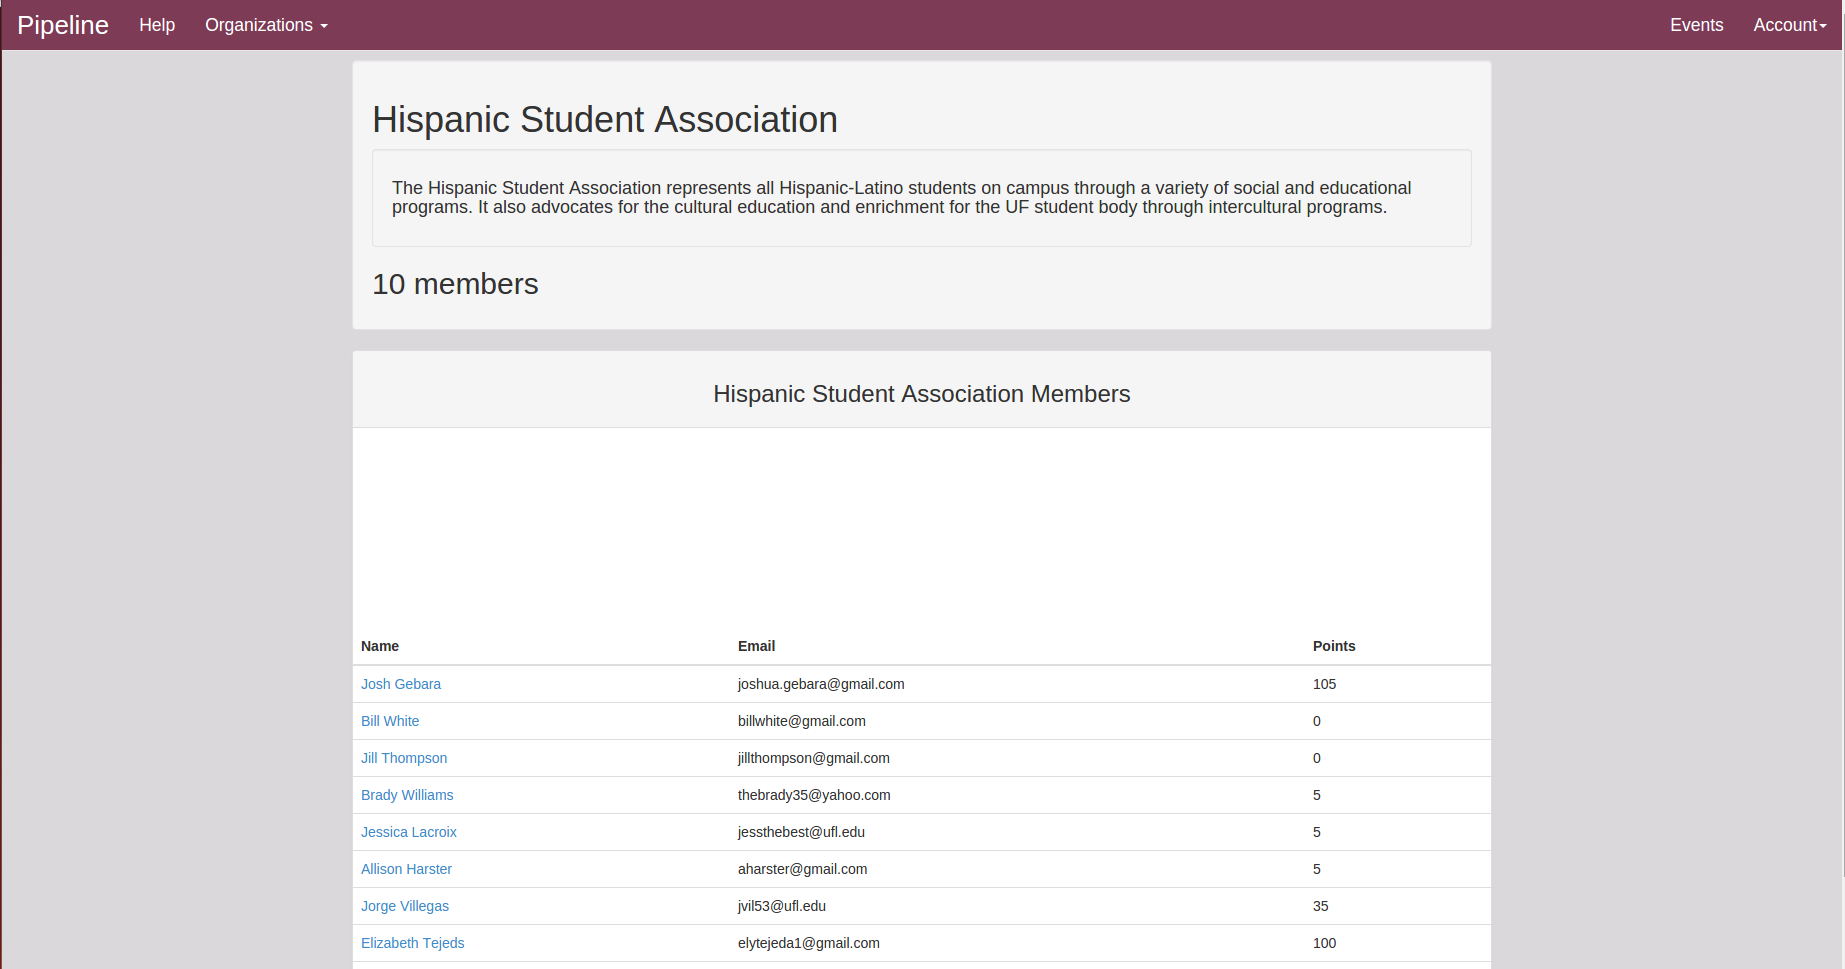 Pipeline Help Organizations Events Account
Hispanic Student Association
The Hispanic Student Association represents all Hispanic-Latino students on campus through a variety of social and educational
programs. It also advocates for the cultural education and enrichment for the UF student body through intercultural programs.
10 members
Hispanic Student Association Members
Name Email Points
Josh Gebara joshua.gebara@gmail.com 105
Bill White billwhite@gmail.com 0
Jill Thompson jillthompson@gmail.com 0
Brady Williams thebrady35@yahoo.com 5
Jessica Lacroix jessthebest@ufl.edu 5
Allison Harster aharster@gmail.com 5
Jorge Villegas jvil53@ufl.edu 35
Elizabeth Tejeds elytejeda1@gmail.com 100